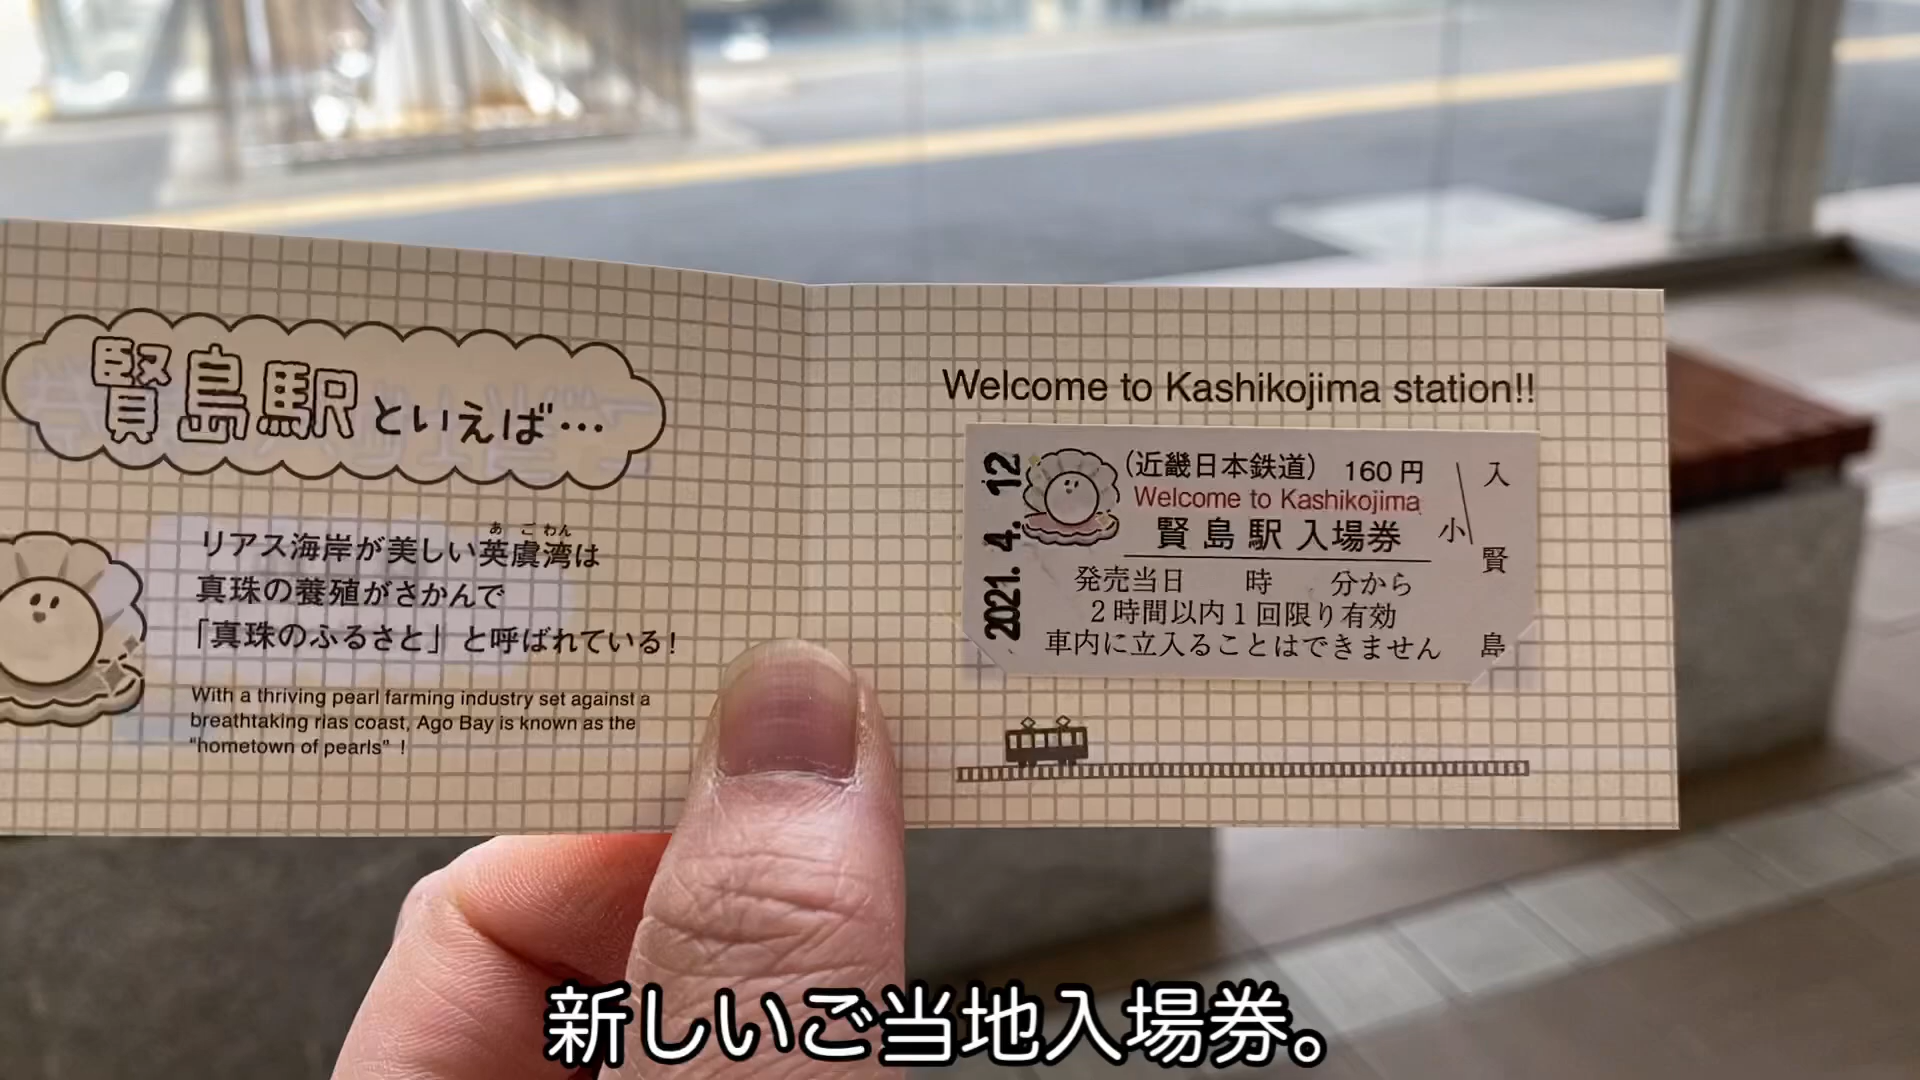 賢島駅といえば…
あごわん
リアス海岸が美しい英虞湾は
真珠の養殖がさかんで
「真珠のふるさと」と呼ばれている!
With a thriving pearl farming industry set against a
breathtaking rias coast, Ago Bay is known as the
"hometown of pearls" !
Welcome to Kashikojima station!!
2021. 4. 12
(近畿日本鉄道) 160円
Welcome to Kashikojima
賢島駅 入場券
発売当日 時 分から
2時間以内1回限り有効
車内に立入ることはできません
小
入
賢
島
新しいご当地入場券。